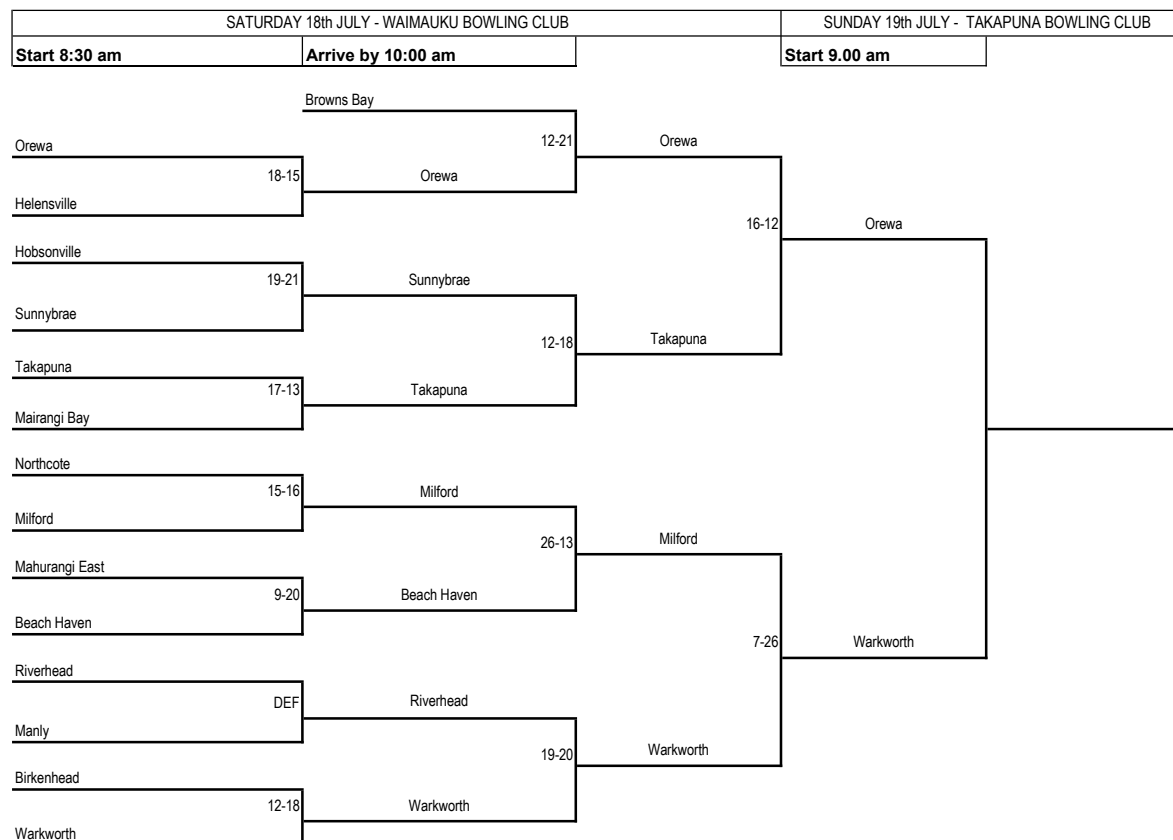 SATURDAY 18th JULY - WAIMAUKU BOWLING CLUB SUNDAY 19th JULY - TAKAPUNA BOWLING CLUB
Start 8:30 am Arrive by 10:00 am Start 9.00 am
Browns Bay
12-21 Orewa
Orewa
18-15 Orewa
Helensville
16-12 Orewa
Hobsonville
19-21 Sunnybrae
Sunnybrae
12-18 Takapuna
Takapuna
17-13 Takapuna
Mairangi Bay
Northcote
15-16 Milford
Milford
26-13 Milford
Mahurangi East
9-20 Beach Haven
Beach Haven
7-26 Warkworth
Riverhead
DEF Riverhead
Manly
19-20 Warkworth
Birkenhead
12-18 Warkworth
Warkworth